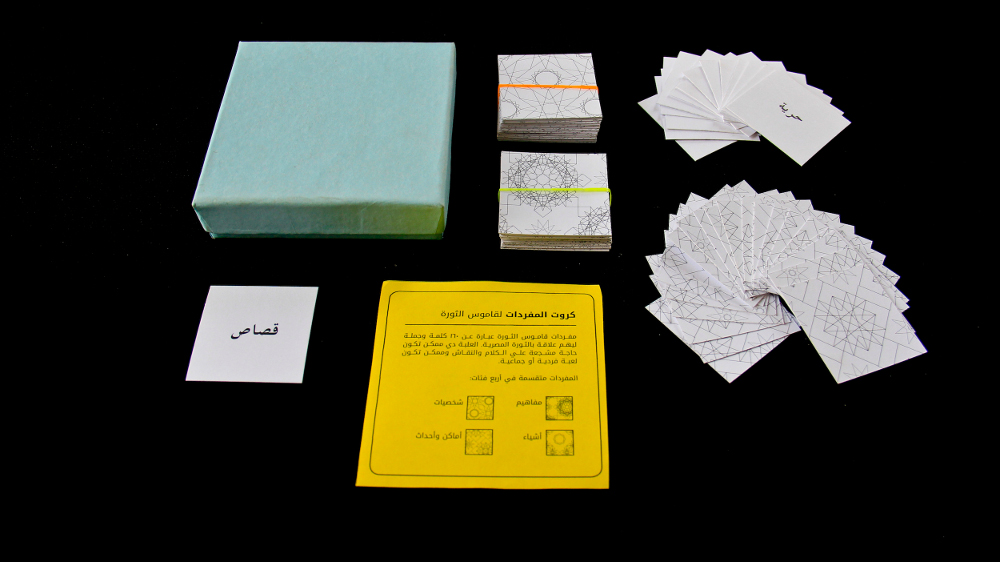 حرية
قصاص
كروت المفردات لقاموس الثورة
مفردات قاموس الثورة عبارة عن ٢٦٠ كلمة وجملة
ليهم علاقة بالثورة المصرية. العلبة دي ممكن تكون
حاجة مشجعة على الكلام والنقاش وممكن تكون
لعبة فردية أو جماعية.
المفردات متقسمة في أربع فئات:
مفاهيم
شخصيات
أشياء
أماكن وأحداث